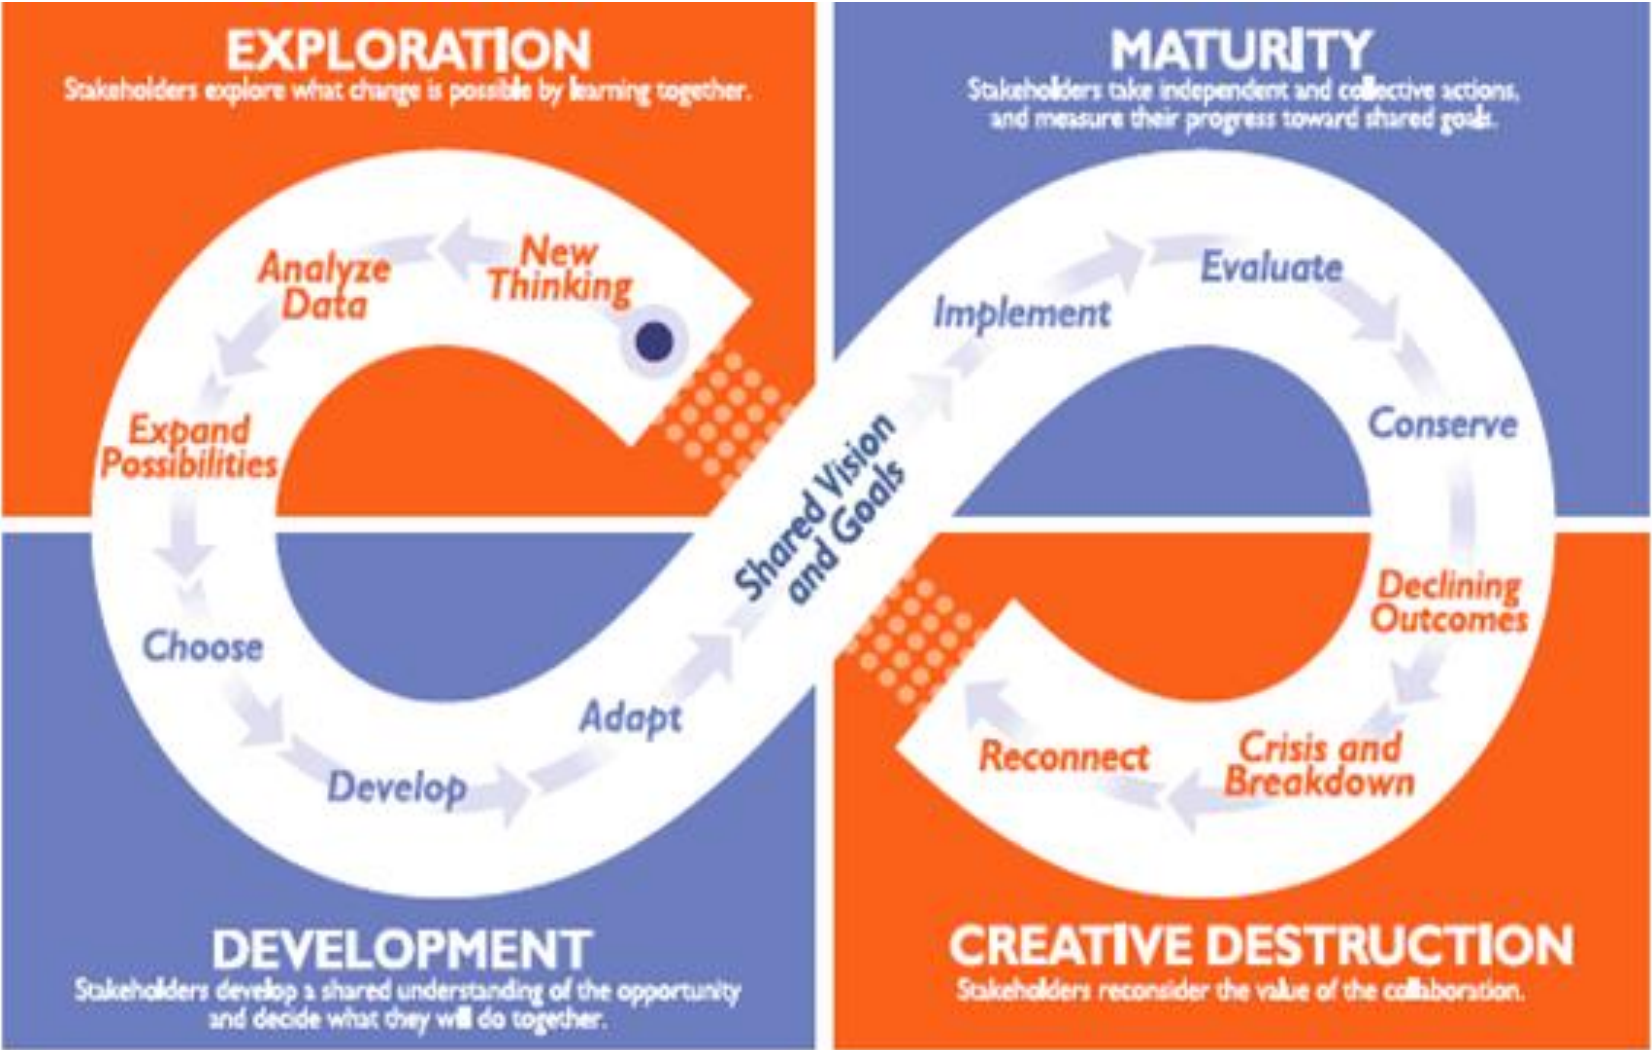 EXPLORATION
Stakeholders explore what change is possible by learning together.
New
Thinking
Analyze
Data
Expand
Possibilities
DEVELOPMENT
Stakeholders develop a shared understanding of the opportunity
and decide what they will do together.
Choose
Develop
Adapt
Shared Vision
and Goals
MATURITY
Stakeholders take independent and collective actions,
and measure their progress toward shared goals.
Implement
Evaluate
Conserve
CREATIVE DESTRUCTION
Stakeholders reconsider the value of the collaboration.
Declining
Outcomes
Crisis and
Breakdown
Reconnect